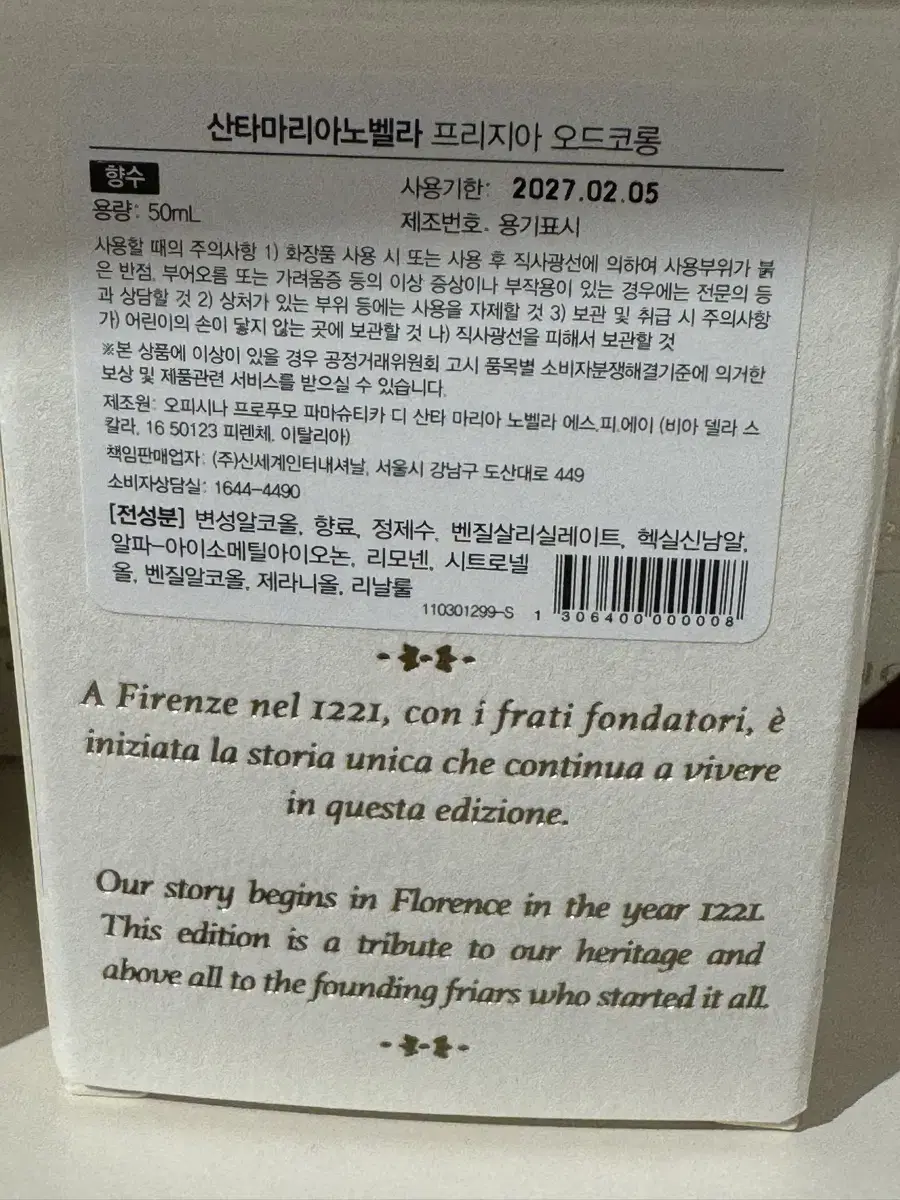 산타마리아노벨라 프리지아 오드코롱
향수
사용기한: 2027.02.05
용량: 50mL
제조번호. 용기표시
사용할 때의 주의사항 1) 화장품 사용 시 또는 사용 후 직사광선에 의하여 사용부위가 붉
은 반점, 부어오름 또는 가려움증 등의 이상 증상이나 부작용이 있는 경우에는 전문의 등
과 상담할 것 2) 상처가 있는 부위 등에는 사용을 자제할 것 3) 보관 및 취급 시 주의사항
가) 어린이의 손이 닿지 않는 곳에 보관할 것 나) 직사광선을 피해서 보관할 것
※본 상품에 이상이 있을 경우 공정거래위원회 고시 품목별 소비자분쟁해결기준에 의거한
보상 및 제품관련 서비스를 받으실 수 있습니다.
제조원: 오피시나 프로푸모 파마슈티카 디 산타 마리아 노벨라 에스.피.에이 (비아 델라 스
칼라, 16 50123 피렌체, 이탈리아)
책임판매업자: (주)신세계인터내셔날, 서울시 강남구 도산대로 449
소비자상담실: 1644-4490
[전성분] 변성알코올, 향료, 정제수, 벤질살리실레이트, 헥실신남알,
알파-아이소메틸아이오논, 리모넨, 시트로넬
올, 벤질알코올, 제라니올, 리날룰
110301299-S 1 306400 000008
A Firenze nel 1221, con i frati fondatori, è
iniziata la storia unica che continua a vivere
in questa edizione.
Our story begins in Florence in the year 1221.
This edition is a tribute to our heritage and
above all to the founding friars who started it all.